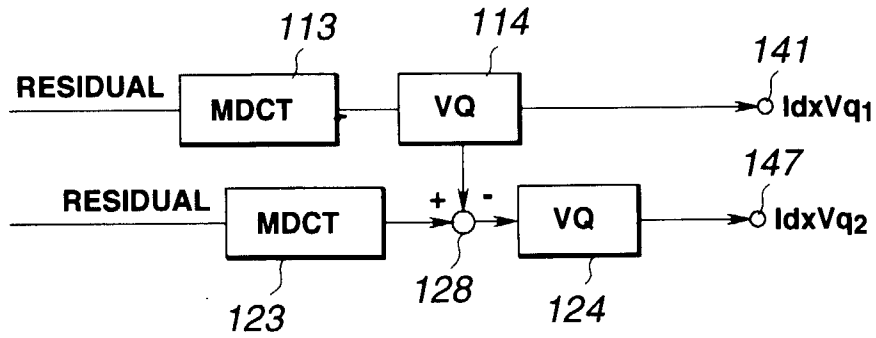 113
114
141
RESIDUAL
MDCT
VQ
IdxVq1
147
RESIDUAL
MDCT
+
-
VQ
IdxVq2
128
123
124